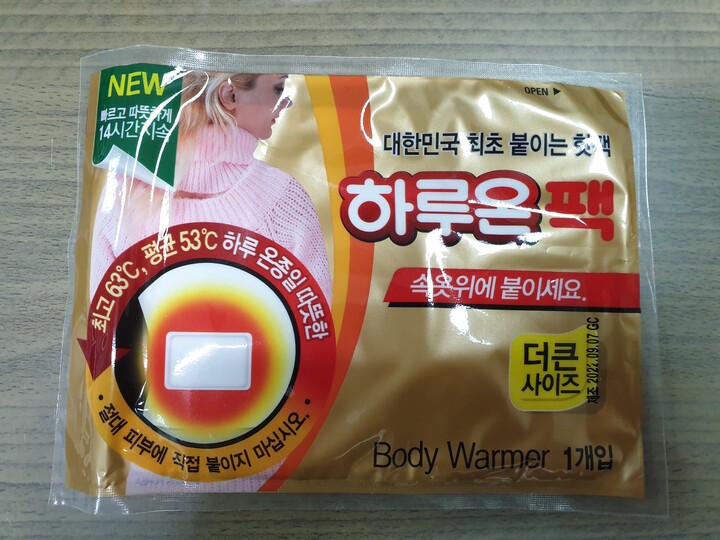 NEW
빠르고 따뜻하게
14시간지속
OPEN ▶
대한민국 최초 붙이는 핫팩
하루온팩
속옷위에 붙이세요.
최고 63℃, 평균 53℃ 하루 온종일 따뜻한
• 절대 피부에 직접 붙이지 마십시오. •
더큰
사이즈
제조 2022.09.07 GC
Body Warmer 1개입